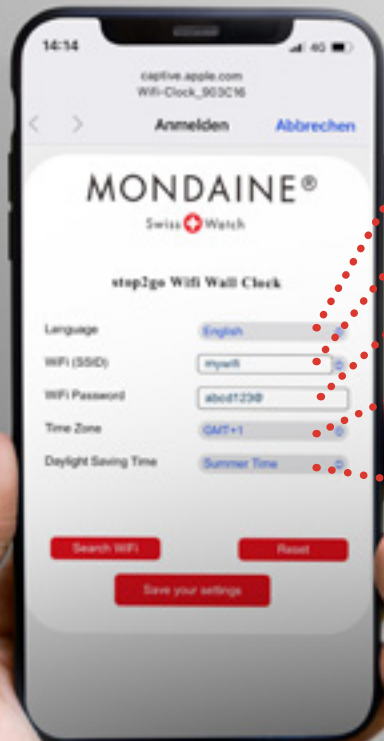 14:14
4G
captive.apple.com
Wifi-Clock_903C16
< > Anmelden Abbrechen
MONDAINE®
Swiss Watch
stop2go Wifi Wall Clock
Language English
WiFi (SSID) mywifi
WiFi Password abcd123@
Time Zone GMT+1
Daylight Saving Time Summer Time
Search WiFi Reset
Save your settings